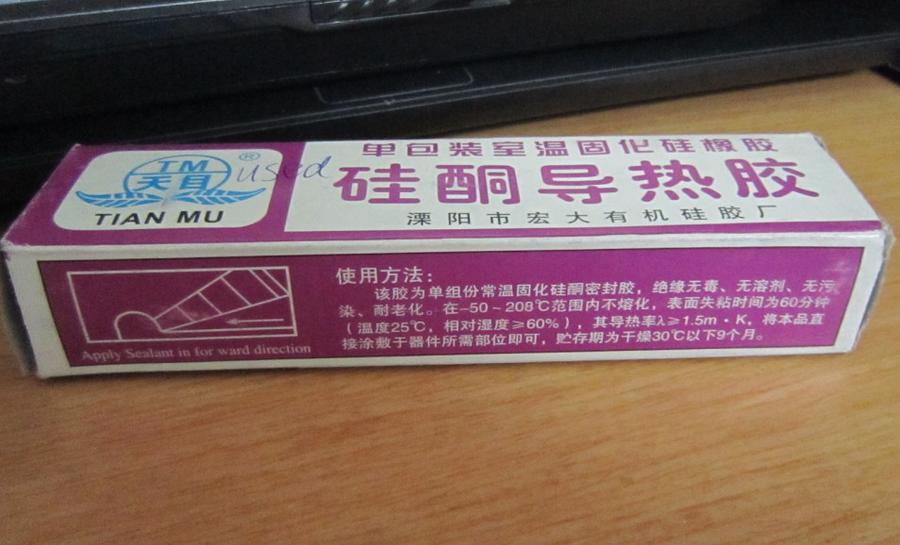 TM
天目
®
TIAN MU
used
单包装室温固化硅橡胶
硅酮导热胶
溧阳市宏大有机硅胶厂
使用方法：
该胶为单组份常温固化硅酮密封胶，绝缘无毒、无溶剂、无污
染、耐老化。在-50～208℃范围内不熔化，表面失粘时间为60分钟
（温度25℃，相对湿度≥60%），其导热率λ≥1.5m·K，将本品直
接涂敷于器件所需部位即可，贮存期为干燥30℃以下9个月。
Apply Sealant in for ward direction